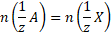 n(1/z A) = n(1/z X)